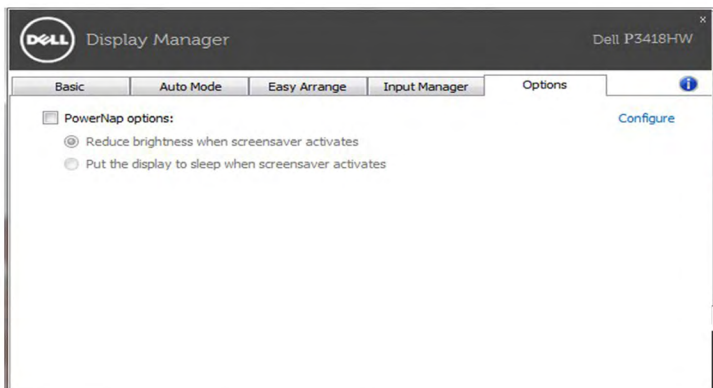 DELL Display Manager Dell P3418HW
Basic Auto Mode Easy Arrange Input Manager Options
PowerNap options: Configure
Reduce brightness when screensaver activates
Put the display to sleep when screensaver activates